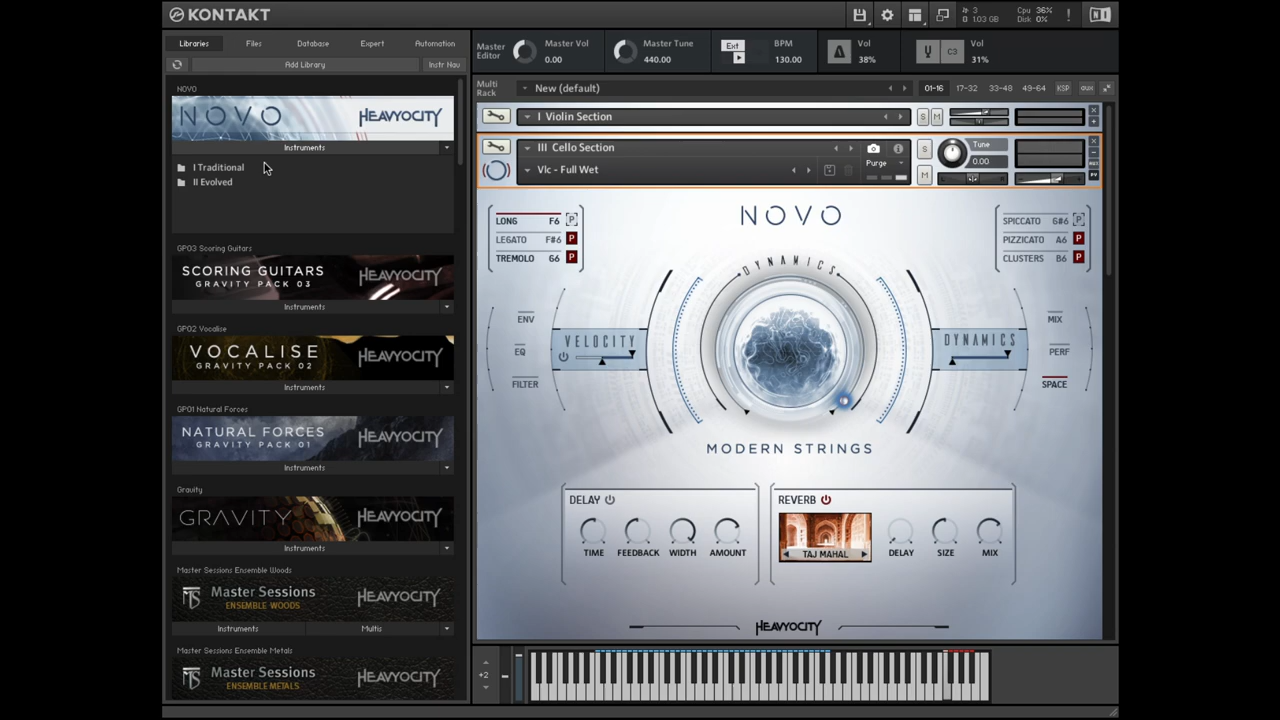 KONTAKT
3
1.03 GB
Cpu 36%
Disk 0%
!
Libraries Files Database Expert Automation
Add Library Instr Nav
Master Editor
Master Vol
0.00
Master Tune
440.00
Ext
BPM
130.00
Vol
38%
C3
Vol
31%
Multi Rack
New (default)
01-16 17-32 33-48 49-64 KSP aux
NOVO
NOVO HEAVYOCITY
Instruments
I Traditional
II Evolved
GP03 Scoring Guitars
SCORING GUITARS
GRAVITY PACK 03
HEAVYOCITY
Instruments
GP02 Vocalise
VOCALISE
GRAVITY PACK 02
HEAVYOCITY
Instruments
GP01 Natural Forces
NATURAL FORCES
GRAVITY PACK 01
HEAVYOCITY
Instruments
Gravity
GRAVITY HEAVYOCITY
Instruments
Master Sessions Ensemble Woods
Master Sessions
ENSEMBLE WOODS
HEAVYOCITY
Instruments Multis
Master Sessions Ensemble Metals
Master Sessions
ENSEMBLE METALS
HEAVYOCITY
I Violin Section
S M
III Cello Section
Vlc - Full Wet
Purge
S
M
Tune
0.00
NOVO
LONG F6 P
LEGATO F#6 P
TREMOLO G6 P
SPICCATO G#6 P
PIZZICATO A6 P
CLUSTERS B6 P
DYNAMICS
ENV
EQ
FILTER
VELOCITY
DYNAMICS
MIX
PERF
SPACE
MODERN STRINGS
DELAY
TIME FEEDBACK WIDTH AMOUNT
REVERB
TAJ MAHAL
DELAY SIZE MIX
HEAVYOCITY
+2